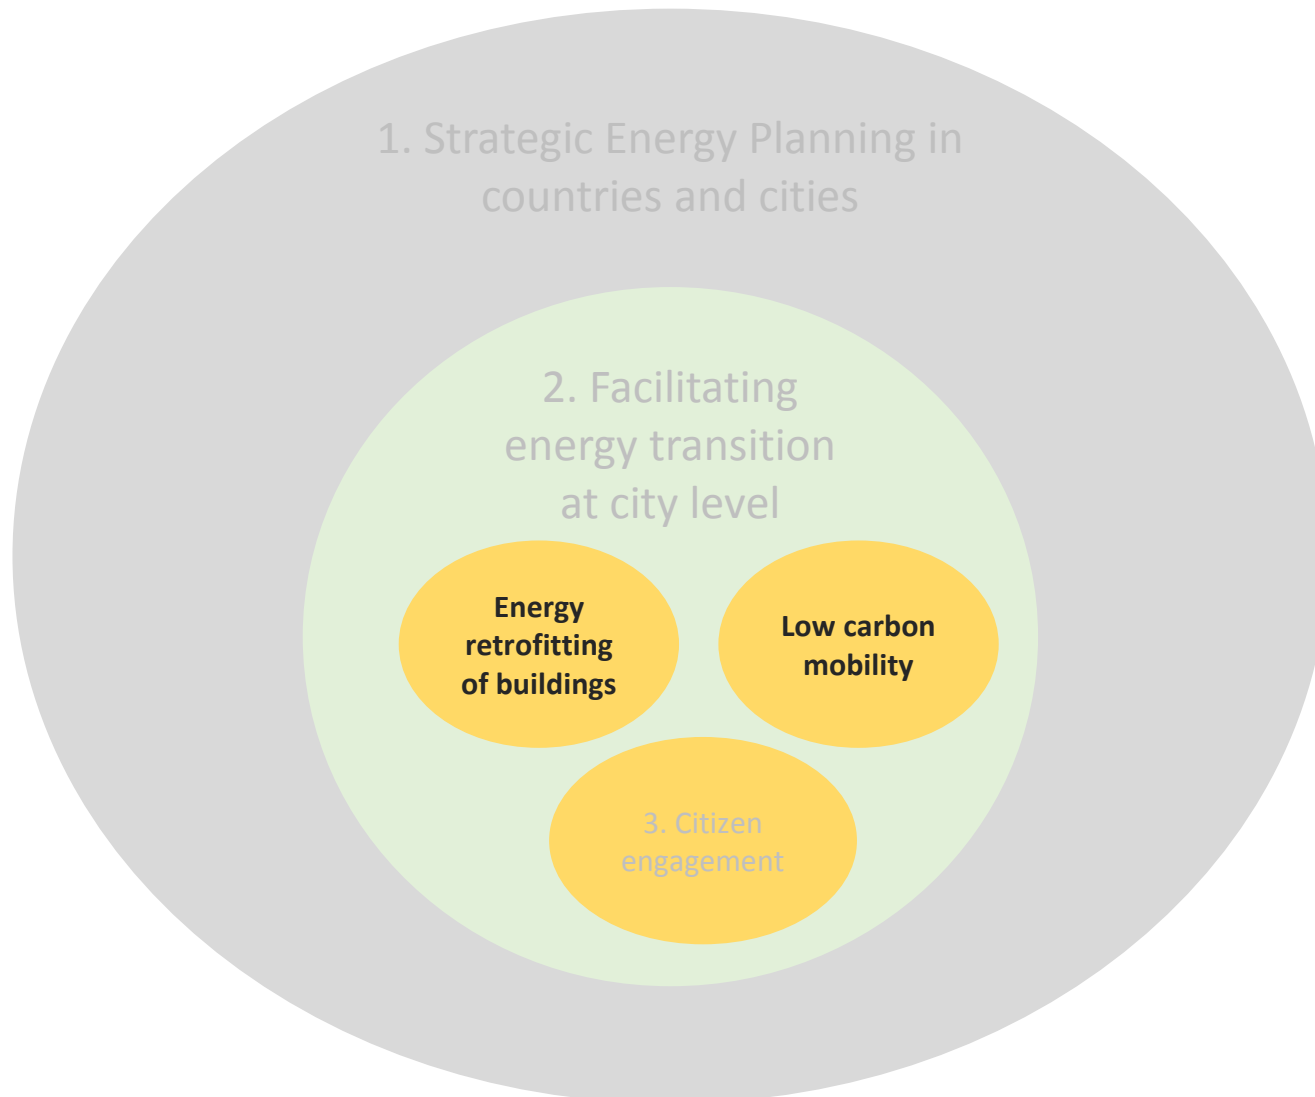 1. Strategic Energy Planning in
countries and cities
2. Facilitating
energy transition
at city level
Energy
retrofitting
of buildings
Low carbon
mobility
3. Citizen
engagement